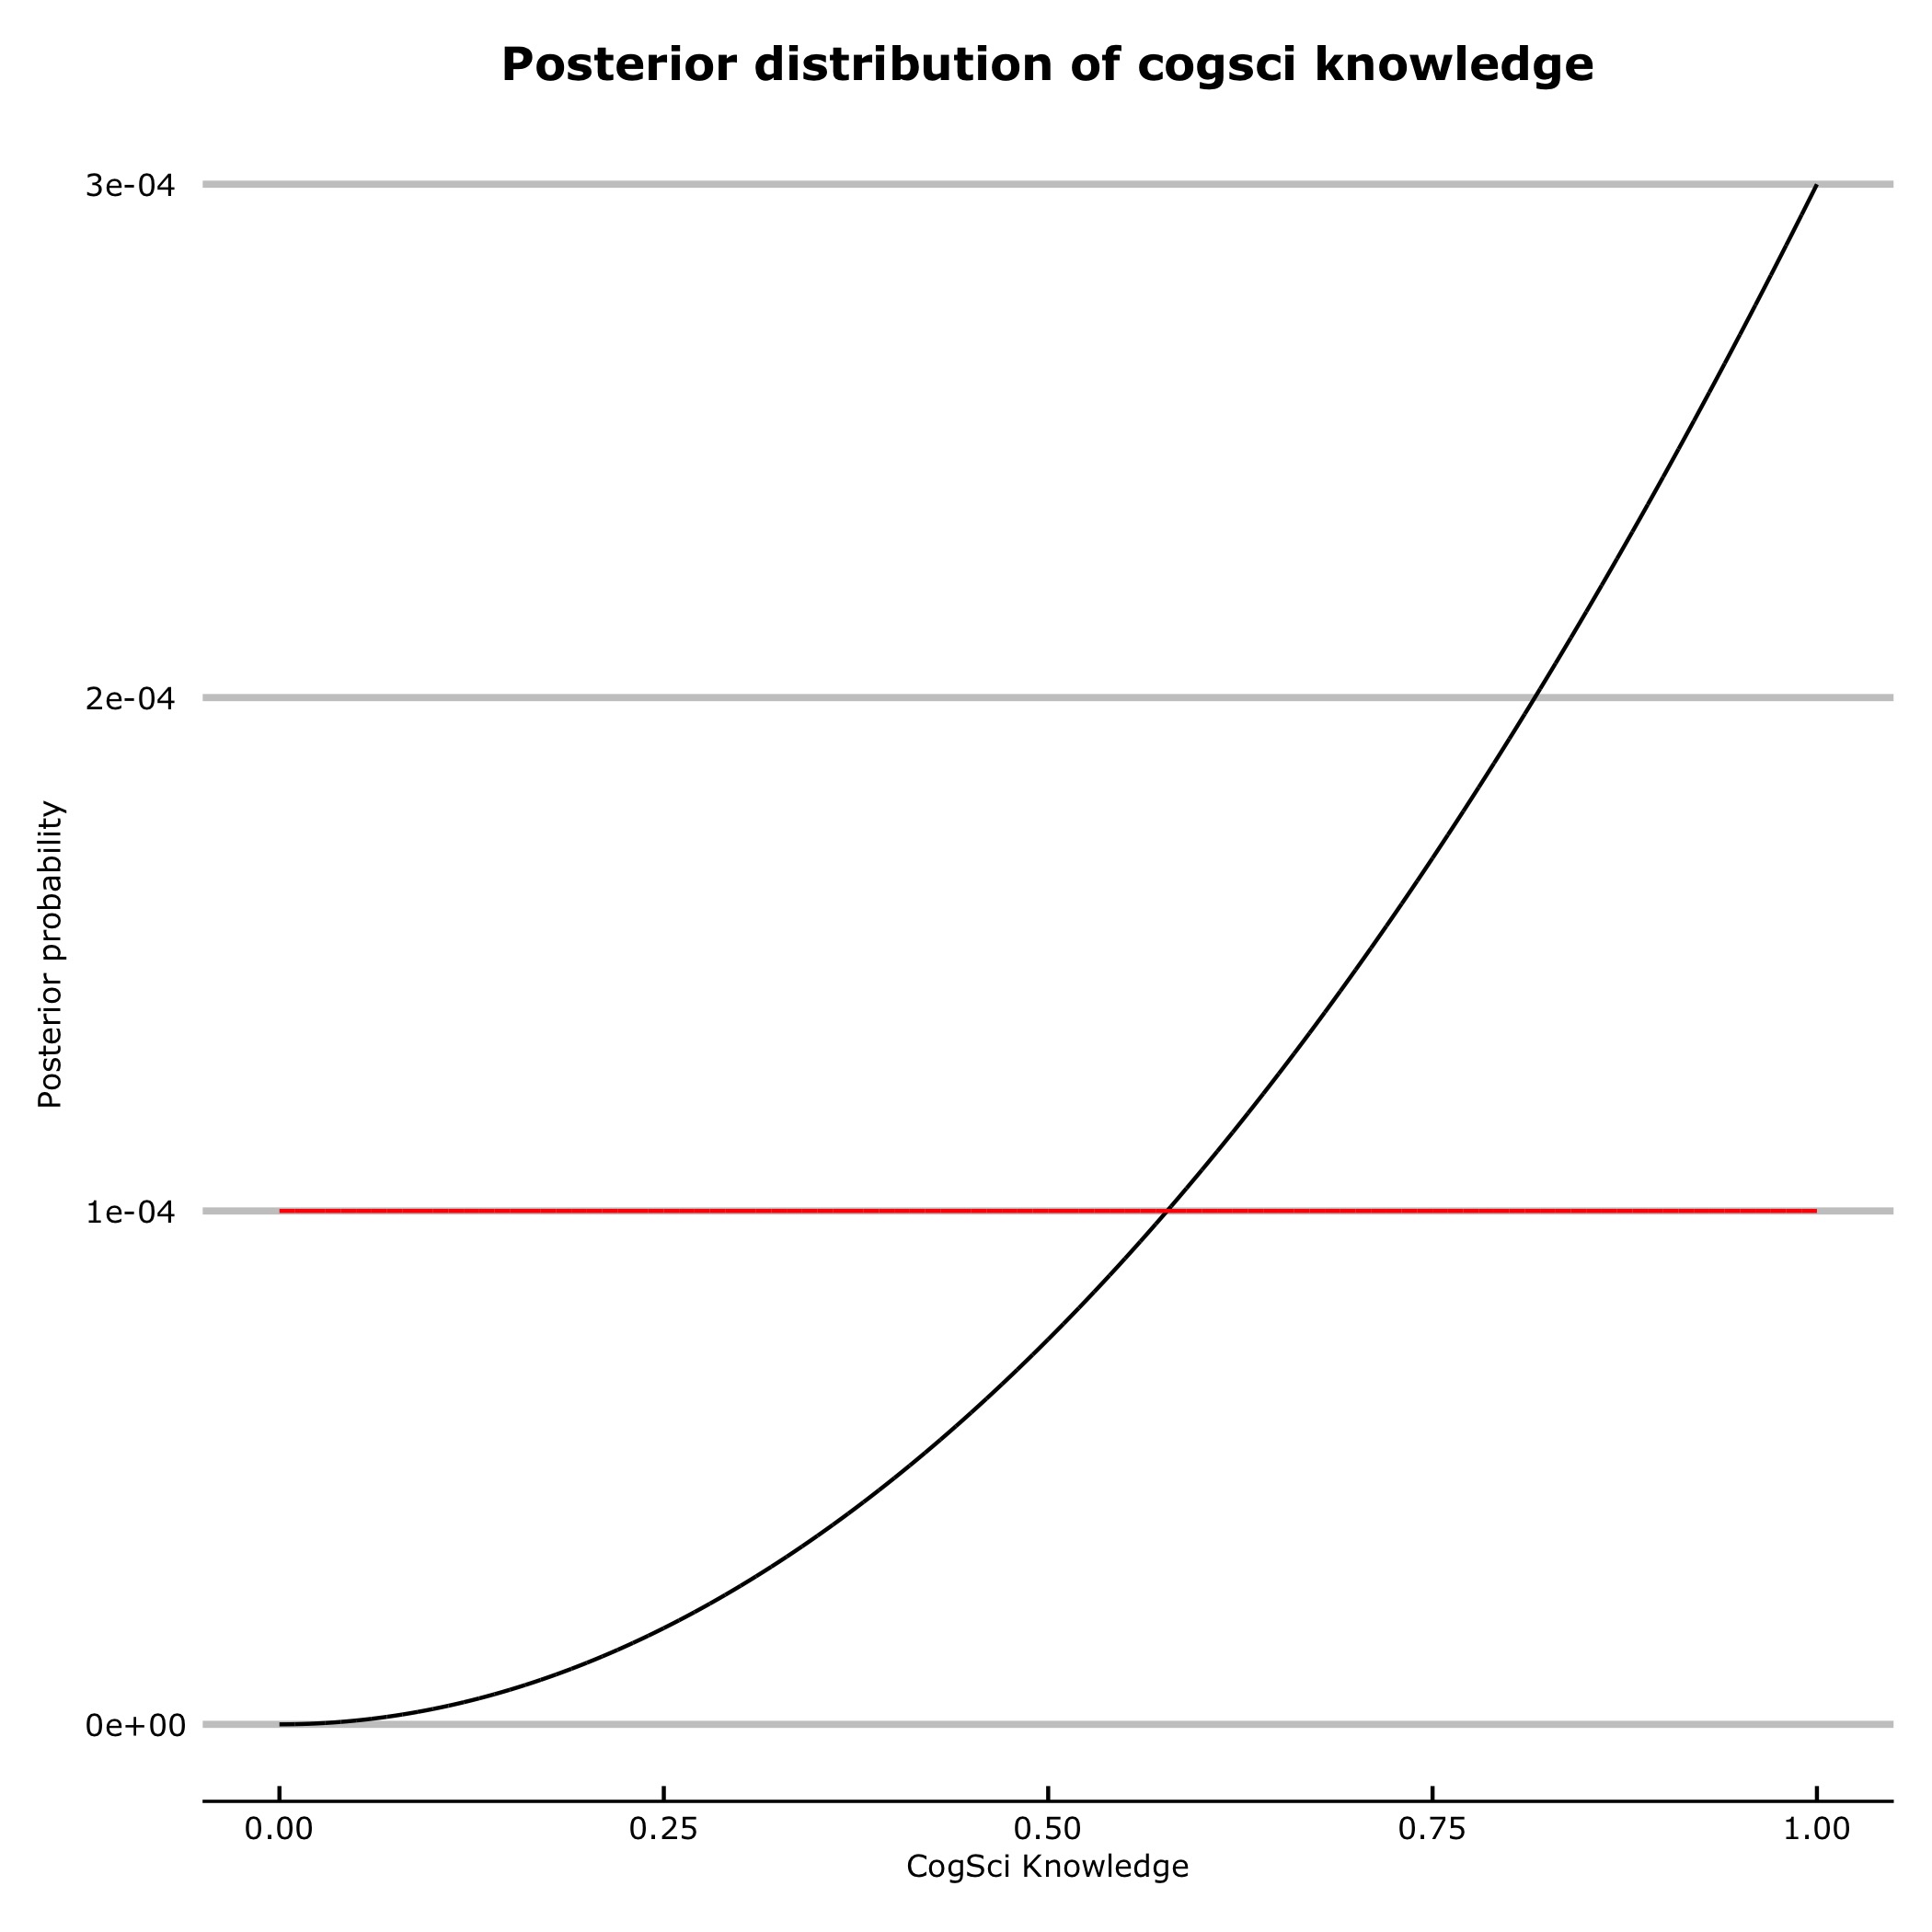 Posterior distribution of cogsci knowledge
3e-04
2e-04
Posterior probability
1e-04
0e+00
0.00 0.25 0.50 0.75 1.00
CogSci Knowledge